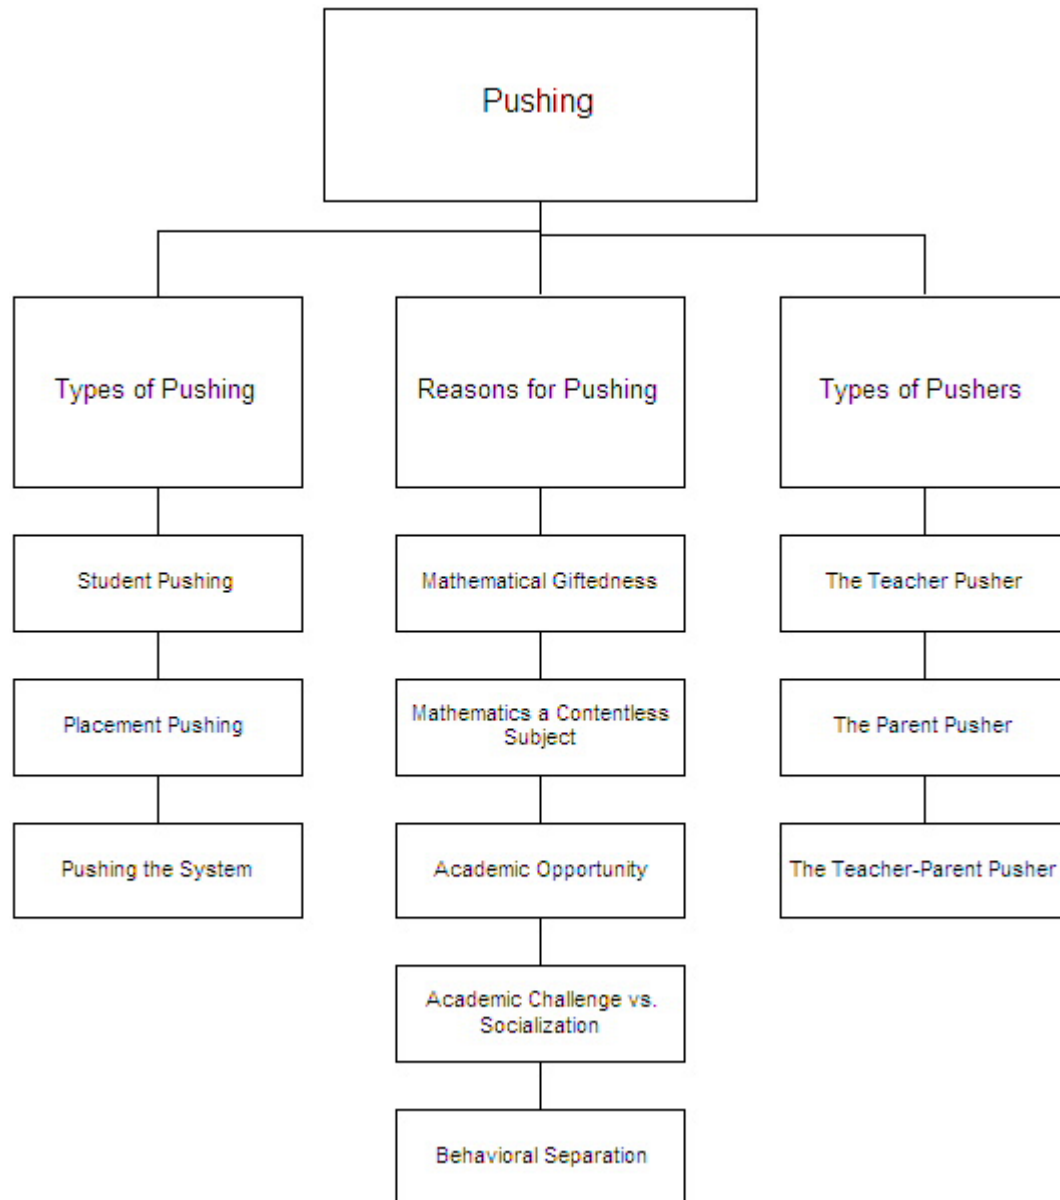 Pushing
Types of Pushing
Reasons for Pushing
Types of Pushers
Student Pushing
Mathematical Giftedness
The Teacher Pusher
Placement Pushing
Mathematics a Contentless
Subject
The Parent Pusher
Pushing the System
Academic Opportunity
The Teacher-Parent Pusher
Academic Challenge vs.
Socialization
Behavioral Separation